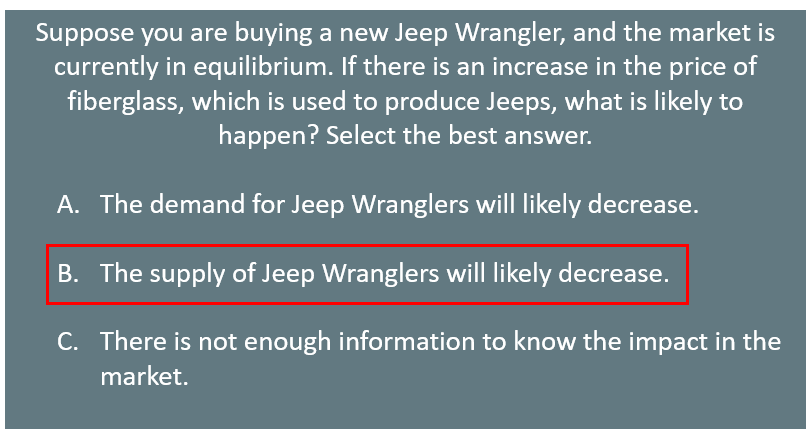 Suppose you are buying a new Jeep Wrangler, and the market is
currently in equilibrium. If there is an increase in the price of
fiberglass, which is used to produce Jeeps, what is likely to
happen? Select the best answer.
A. The demand for Jeep Wranglers will likely decrease.
B. The supply of Jeep Wranglers will likely decrease.
C. There is not enough information to know the impact in the
market.